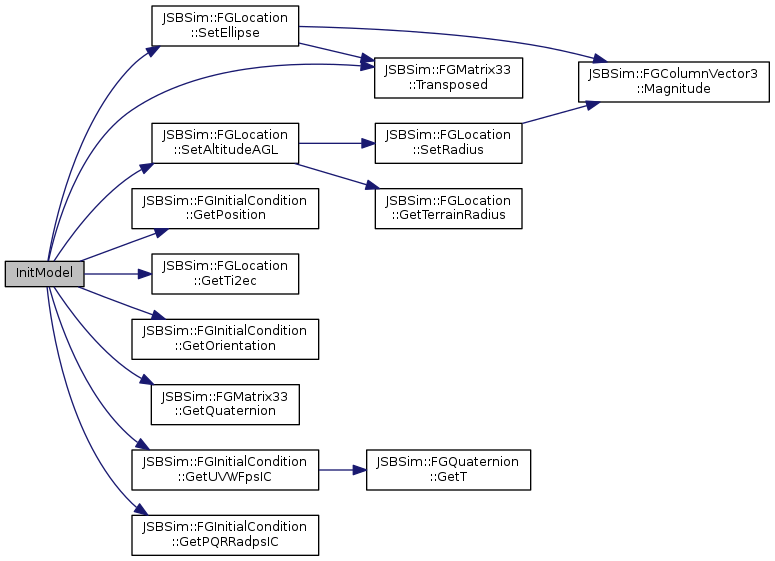 InitModel
JSBSim::FGLocation
::SetEllipse
JSBSim::FGMatrix33
::Transposed
JSBSim::FGColumnVector3
::Magnitude
JSBSim::FGLocation
::SetAltitudeAGL
JSBSim::FGLocation
::SetRadius
JSBSim::FGLocation
::GetTerrainRadius
JSBSim::FGInitialCondition
::GetPosition
JSBSim::FGLocation
::GetTi2ec
JSBSim::FGInitialCondition
::GetOrientation
JSBSim::FGMatrix33
::GetQuaternion
JSBSim::FGInitialCondition
::GetUVWFpsIC
JSBSim::FGQuaternion
::GetT
JSBSim::FGInitialCondition
::GetPQRRadpsIC